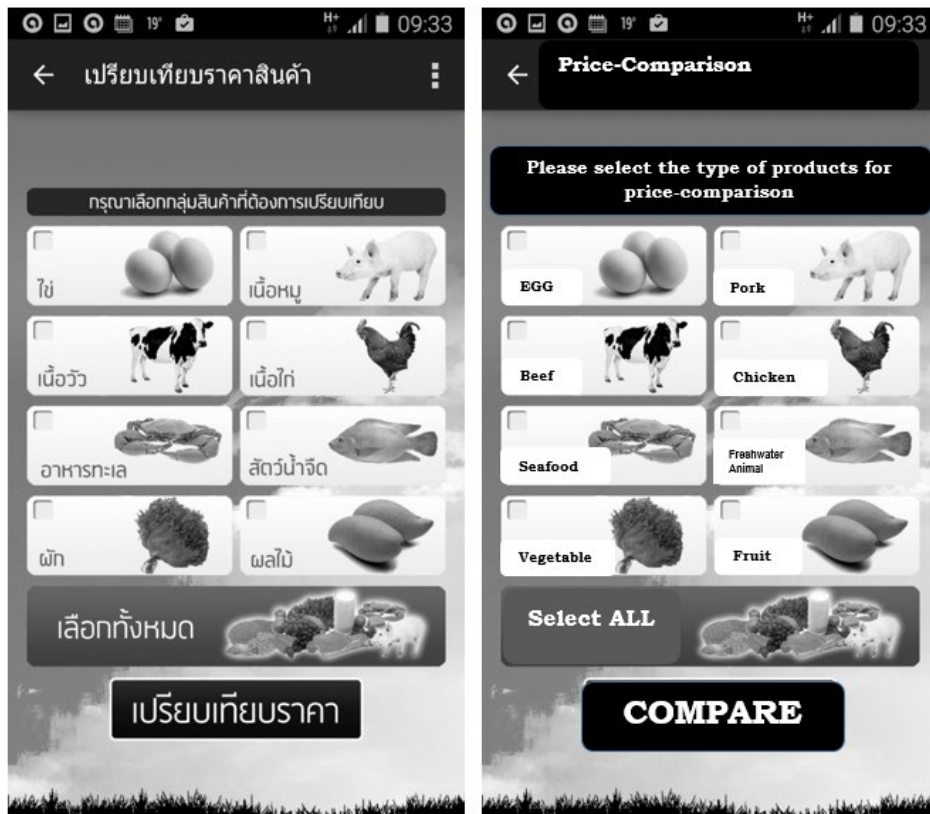 19°
H+
09:33
เปรียบเทียบราคาสินค้า
กรุณาเลือกกลุ่มสินค้าที่ต้องการเปรียบเทียบ
ไข่
เนื้อหมู
เนื้อวัว
เนื้อไก่
อาหารทะเล
สัตว์น้ำจืด
ผัก
ผลไม้
เลือกทั้งหมด
เปรียบเทียบราคา
19°
H+
09:33
Price-Comparison
Please select the type of products for
price-comparison
EGG
Pork
Beef
Chicken
Seafood
Freshwater
Animal
Vegetable
Fruit
Select ALL
COMPARE